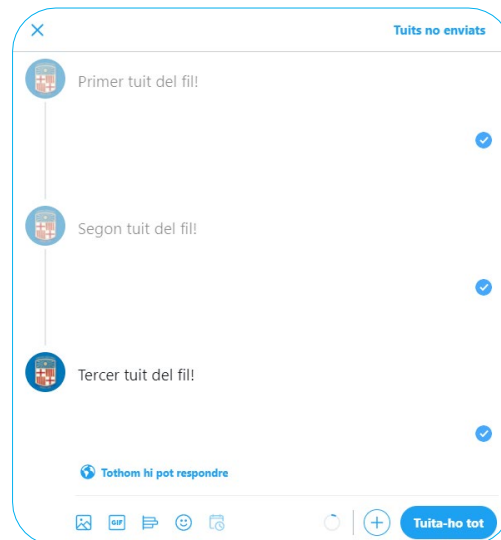 Tuits no enviats
Primer tuit del fil!
Segon tuit del fil!
Tercer tuit del fil!
Tothom hi pot respondre
GIF
Tuita-ho tot